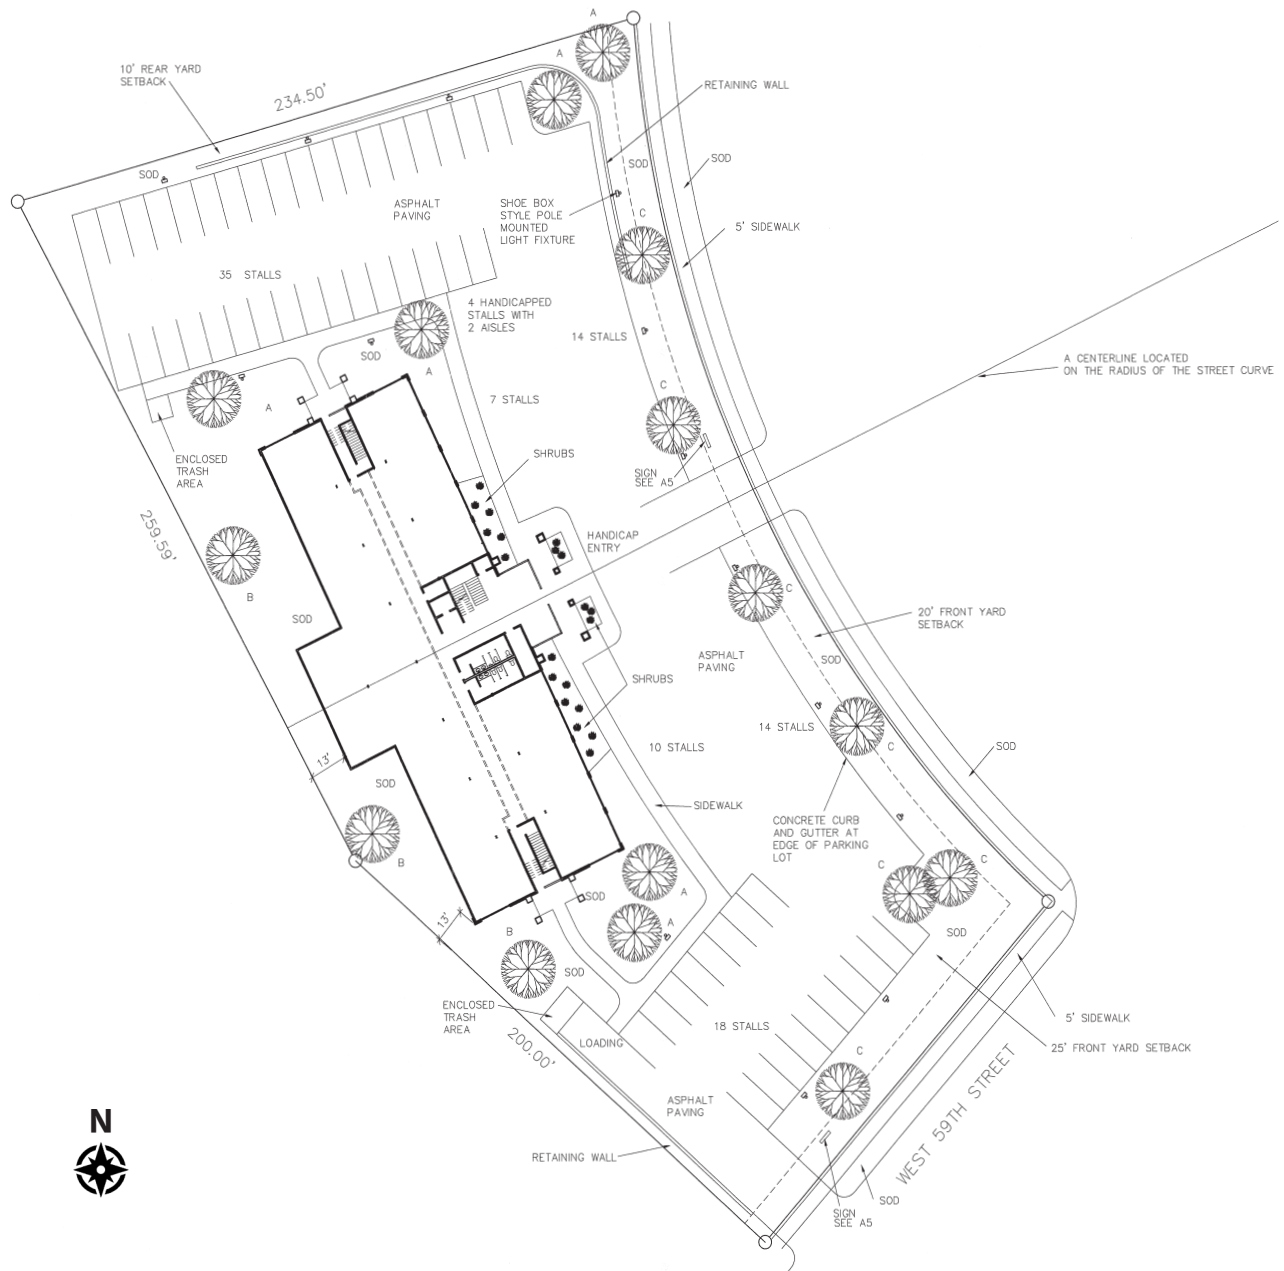 A
A
10' REAR YARD
SETBACK
234.50'
RETAINING WALL
SOD
SOD
SOD
ASPHALT
PAVING
SHOE BOX
STYLE POLE
MOUNTED
LIGHT FIXTURE
C
5' SIDEWALK
35 STALLS
4 HANDICAPPED
STALLS WITH
2 AISLES
14 STALLS
SOD
A
A CENTERLINE LOCATED
ON THE RADIUS OF THE STREET CURVE
C
A
7 STALLS
ENCLOSED
TRASH
AREA
SHRUBS
SIGN
SEE A5
259.59'
HANDICAP
ENTRY
B
C
SOD
20' FRONT YARD
SETBACK
ASPHALT
PAVING
SOD
SHRUBS
14 STALLS
10 STALLS
C
SOD
13'
SOD
SIDEWALK
CONCRETE CURB
AND GUTTER AT
EDGE OF PARKING
LOT
B
C
C
SOD
A
13'
A
B
SOD
SOD
ENCLOSED
TRASH
AREA
LOADING
200.00'
18 STALLS
5' SIDEWALK
25' FRONT YARD SETBACK
C
ASPHALT
PAVING
WEST 59TH STREET
N
RETAINING WALL
SOD
SIGN
SEE A5